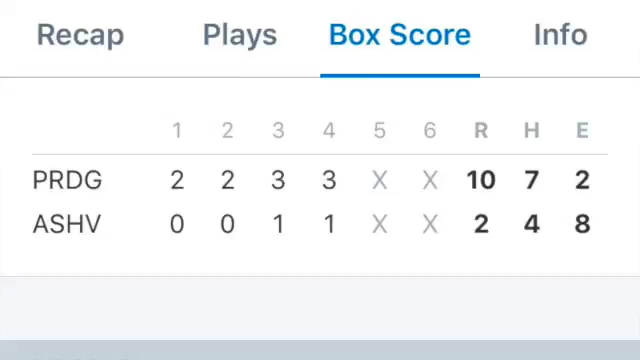 Recap Plays Box Score Info
1 2 3 4 5 6 R H E
PRDG 2 2 3 3 X X 10 7 2
ASHV 0 0 1 1 X X 2 4 8